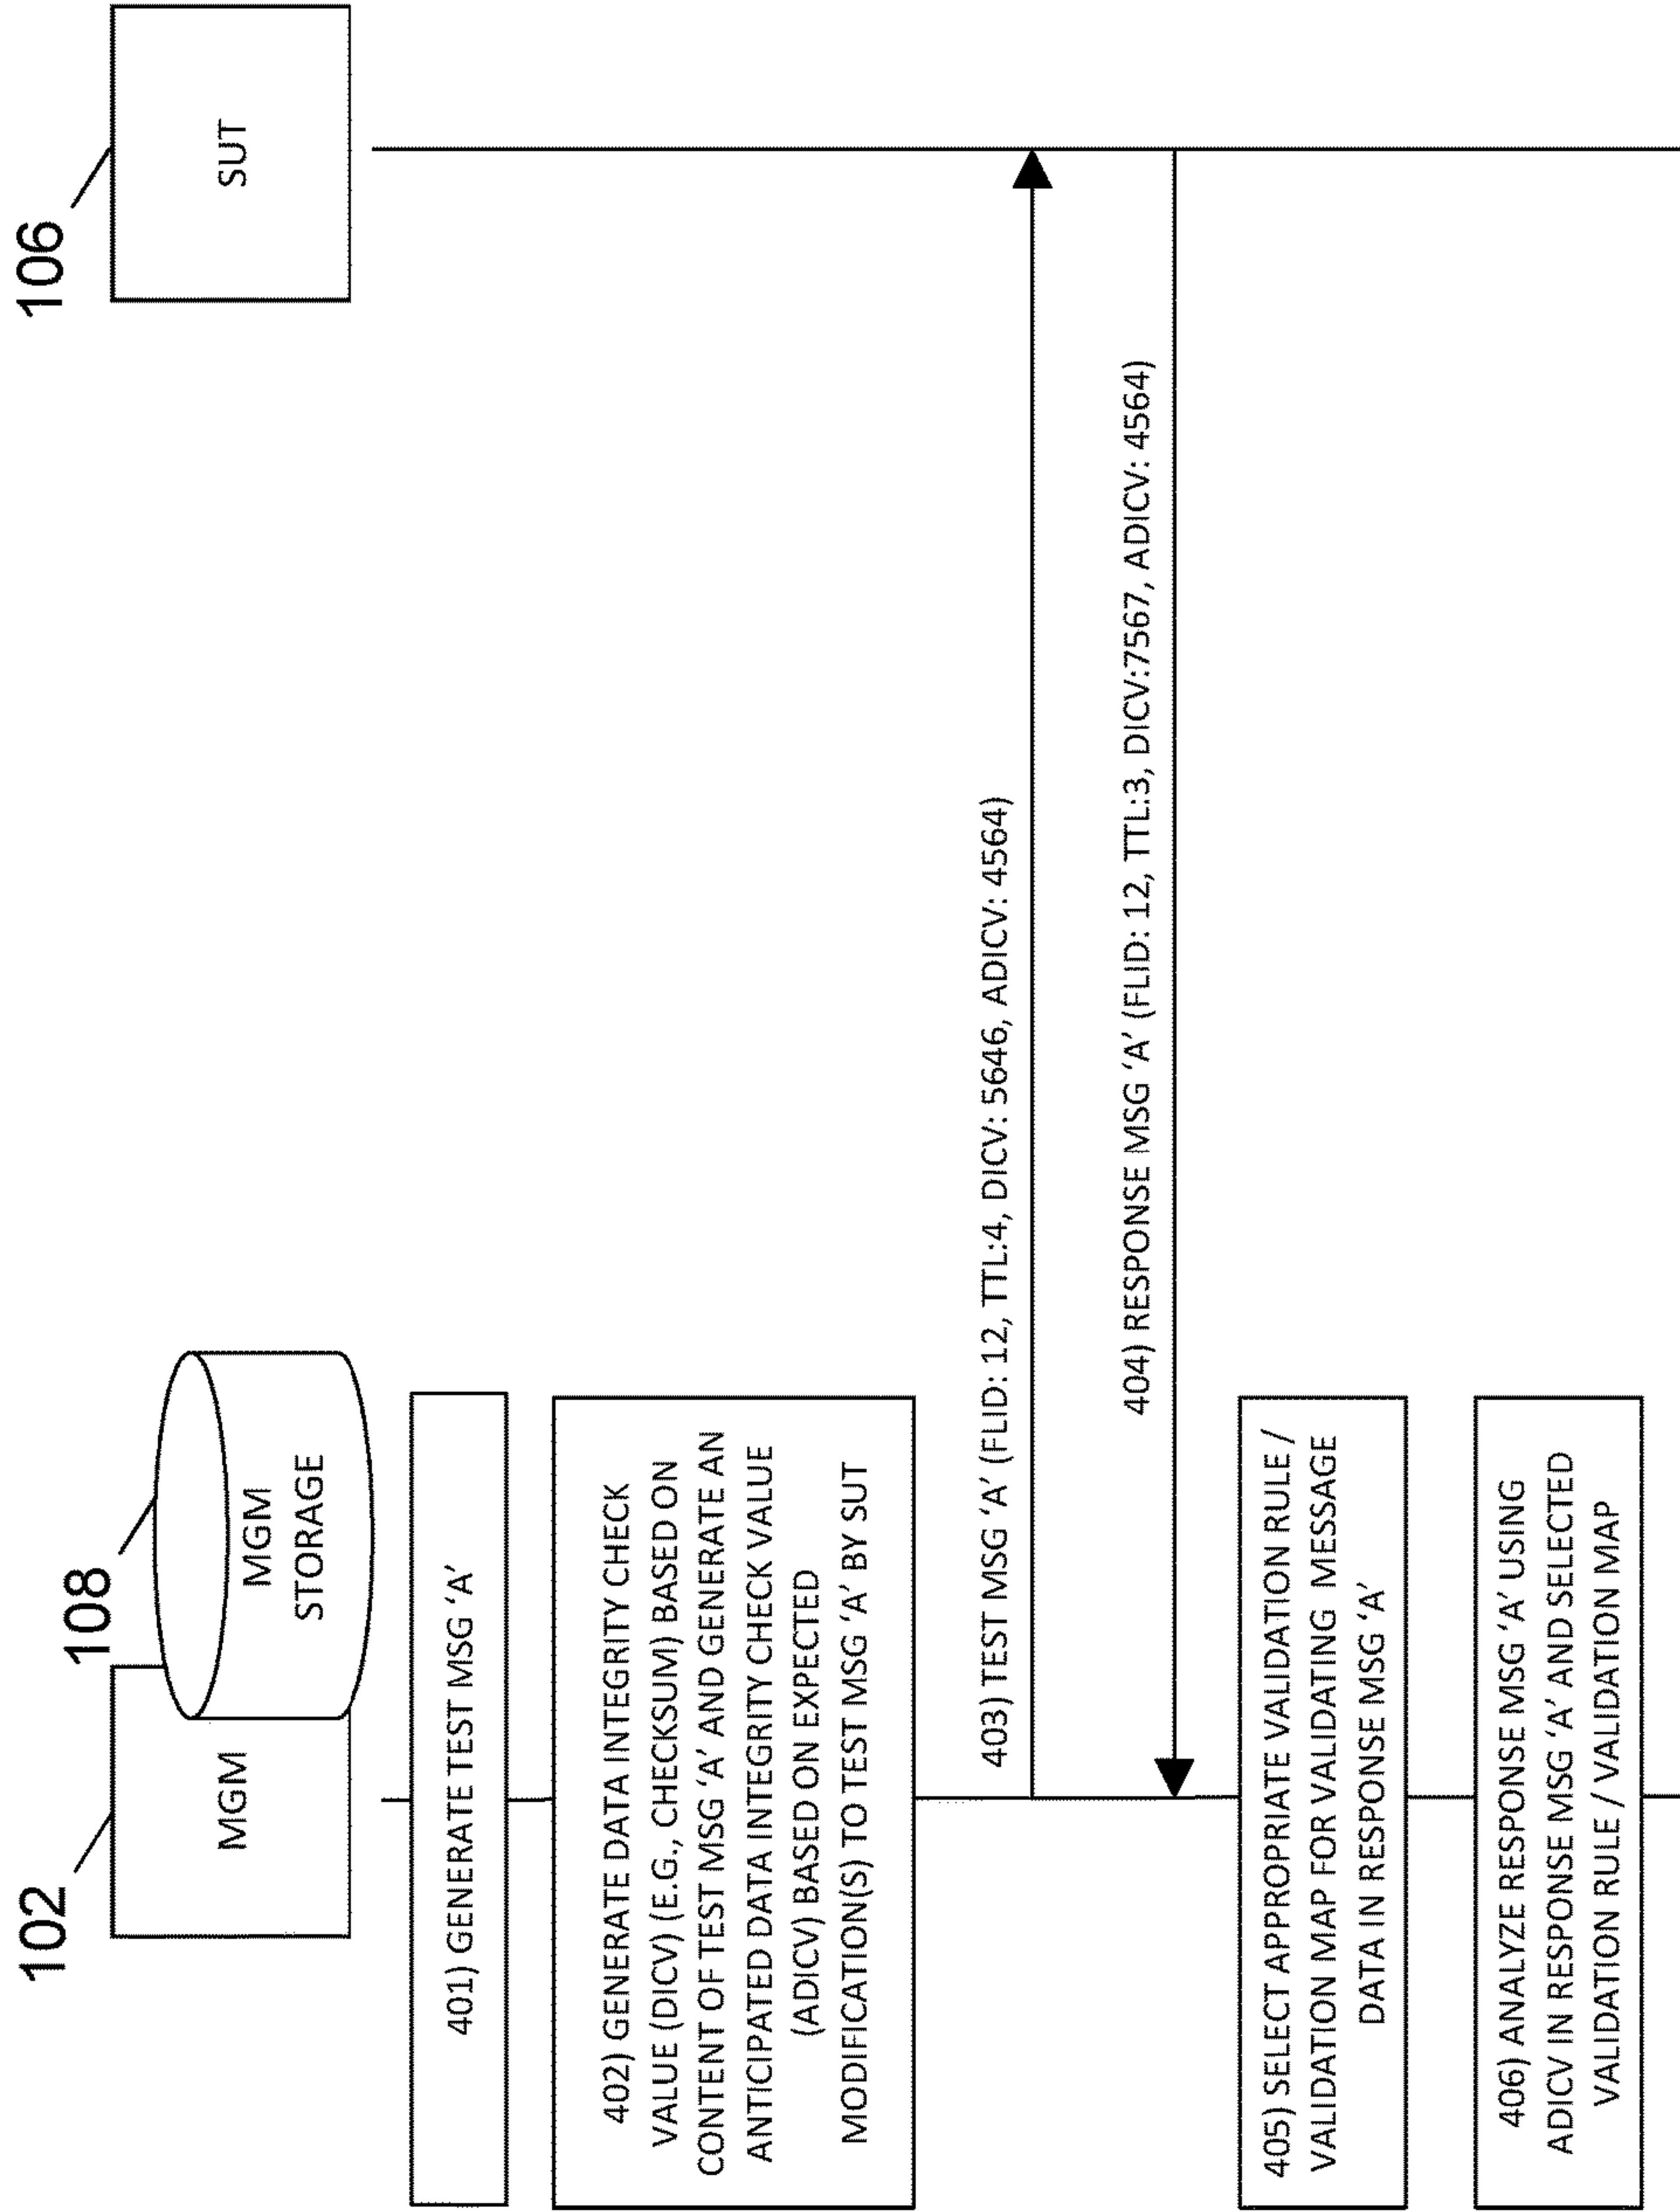 102
108
106
MGM
MGM
STORAGE
SUT
401) GENERATE TEST MSG ‘A’
402) GENERATE DATA INTEGRITY CHECK
VALUE (DICV) (E.G., CHECKSUM) BASED ON
CONTENT OF TEST MSG ‘A’ AND GENERATE AN
ANTICIPATED DATA INTEGRITY CHECK VALUE
(ADICV) BASED ON EXPECTED
MODIFICATION(S) TO TEST MSG ‘A’ BY SUT
403) TEST MSG ‘A’ (FLID: 12, TTL:4, DICV: 5646, ADICV: 4564)
404) RESPONSE MSG ‘A’ (FLID: 12, TTL:3, DICV:7567, ADICV: 4564)
405) SELECT APPROPRIATE VALIDATION RULE /
VALIDATION MAP FOR VALIDATING MESSAGE
DATA IN RESPONSE MSG ‘A’
406) ANALYZE RESPONSE MSG ‘A’ USING
ADICV IN RESPONSE MSG ‘A’ AND SELECTED
VALIDATION RULE / VALIDATION MAP